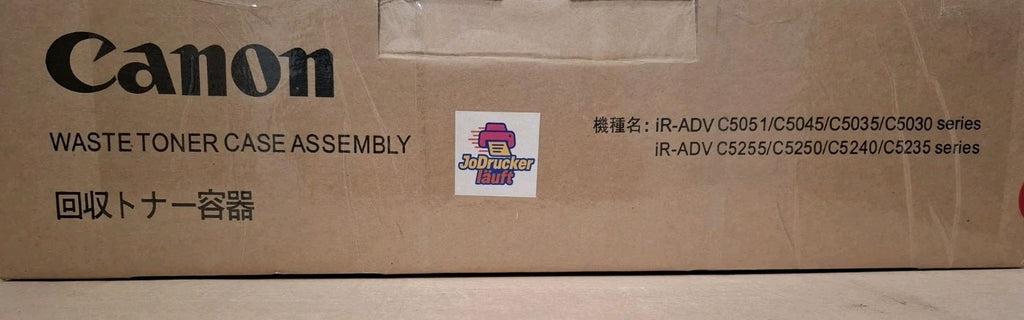 Canon
WASTE TONER CASE ASSEMBLY
回収トナー容器
JoDrucker
läuft
機種名: iR-ADV C5051/C5045/C5035/C5030 series
iR-ADV C5255/C5250/C5240/C5235 series